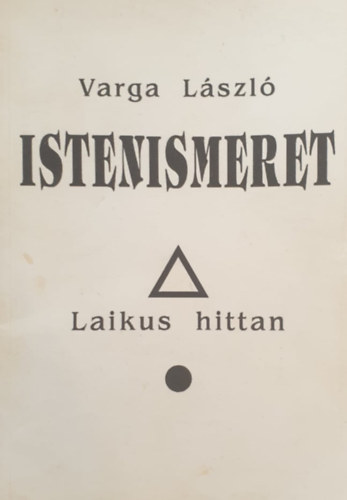 Varga László
ISTENISMERET
Laikus hittan